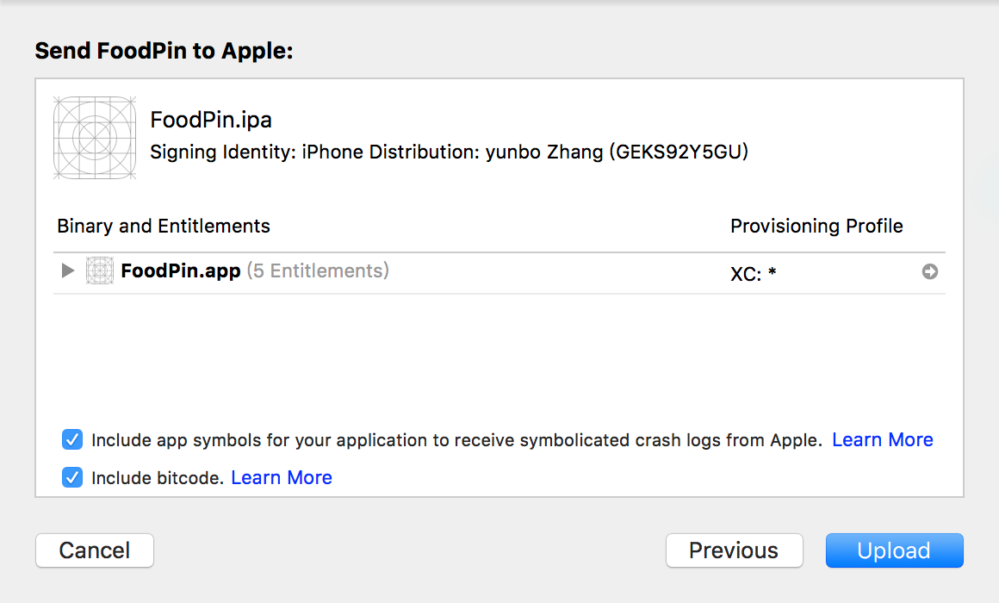 Send FoodPin to Apple:
FoodPin.ipa
Signing Identity: iPhone Distribution: yunbo Zhang (GEKS92Y5GU)
Binary and Entitlements Provisioning Profile
FoodPin.app (5 Entitlements) XC: *
Include app symbols for your application to receive symbolicated crash logs from Apple. Learn More
Include bitcode. Learn More
Cancel Previous Upload